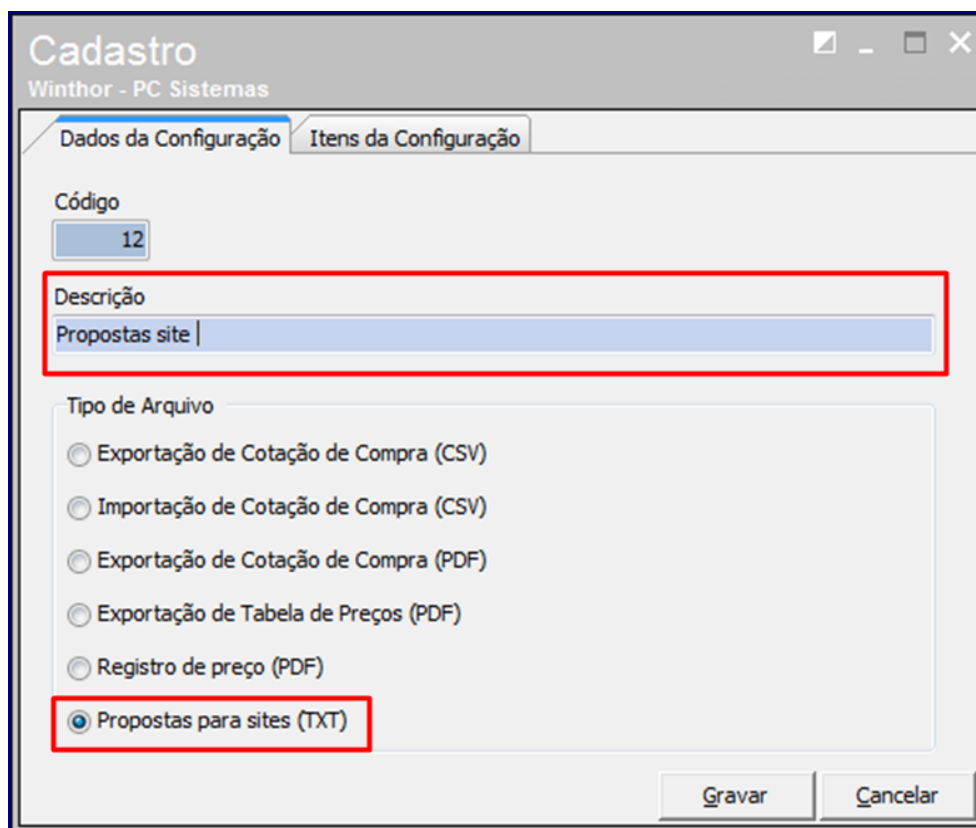 Cadastro
Winthor - PC Sistemas
Dados da Configuração Itens da Configuração
Código
12
Descrição
Propostas site
Tipo de Arquivo
Exportação de Cotação de Compra (CSV)
Importação de Cotação de Compra (CSV)
Exportação de Cotação de Compra (PDF)
Exportação de Tabela de Preços (PDF)
Registro de preço (PDF)
Propostas para sites (TXT)
Gravar Cancelar